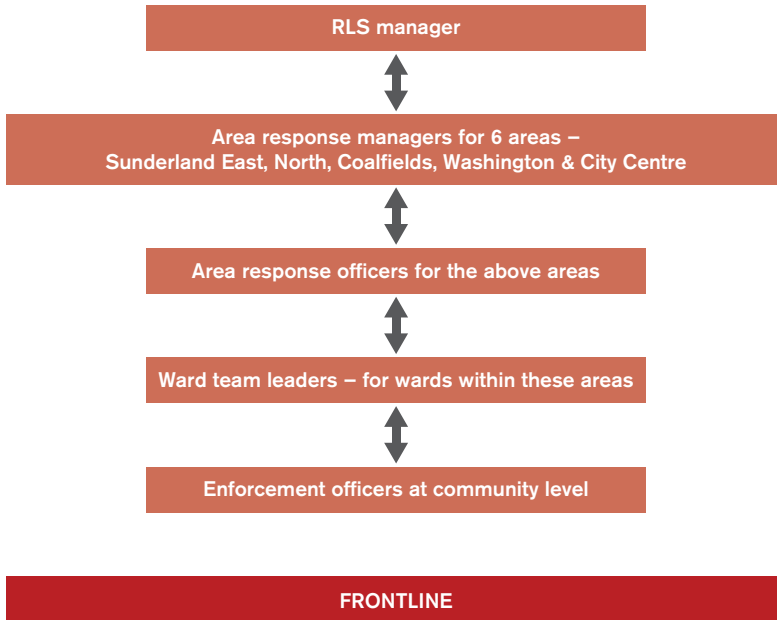 RLS manager
Area response managers for 6 areas –
Sunderland East, North, Coalfields, Washington & City Centre
Area response officers for the above areas
Ward team leaders – for wards within these areas
Enforcement officers at community level
FRONTLINE